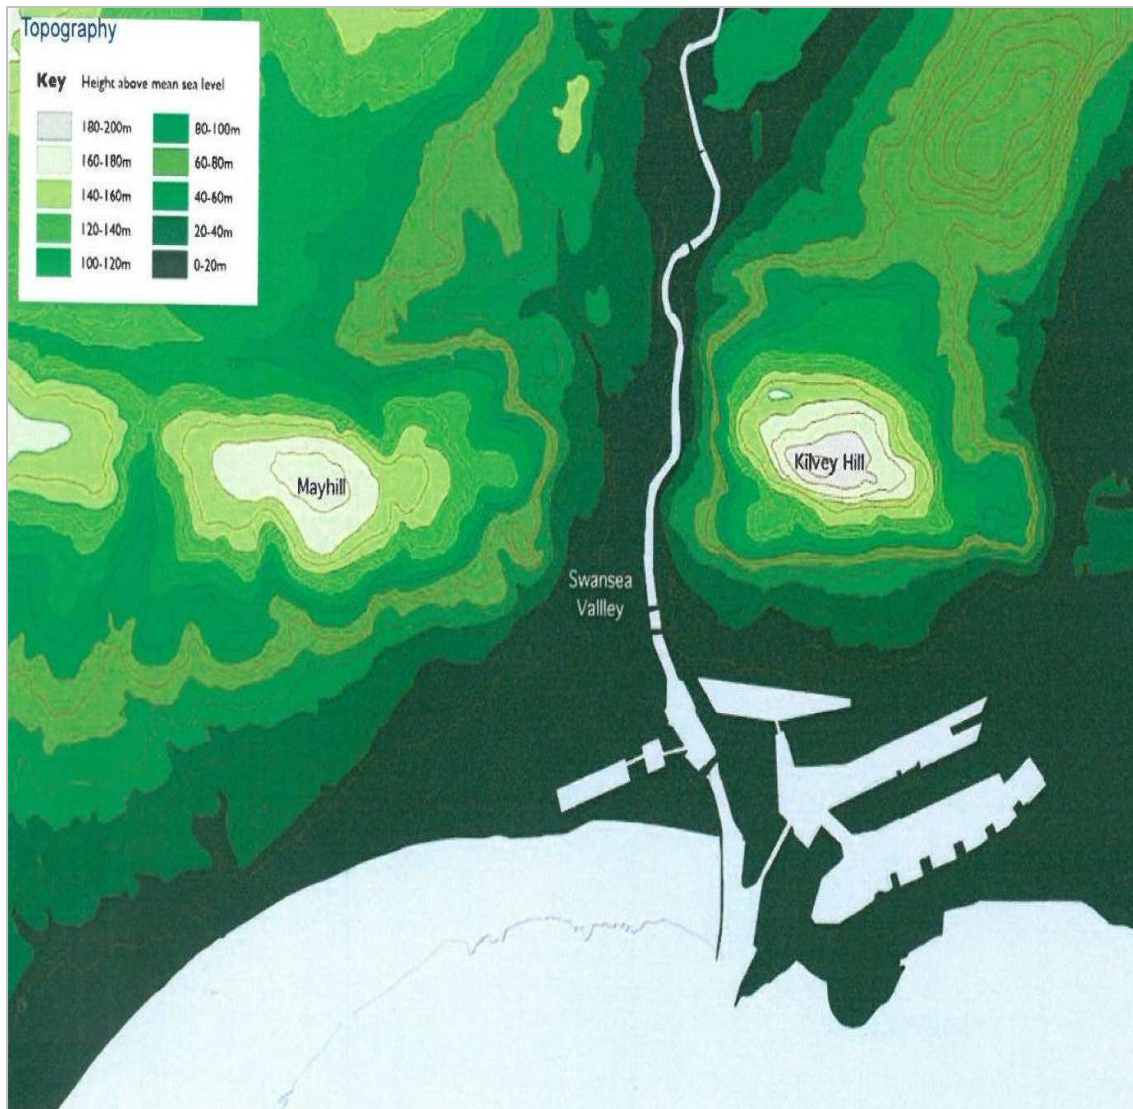 Topography
Key Height above mean sea level
180-200m
160-180m
140-160m
120-140m
100-120m
80-100m
60-80m
40-60m
20-40m
0-20m
Mayhill
Kilvey Hill
Swansea
Vallley